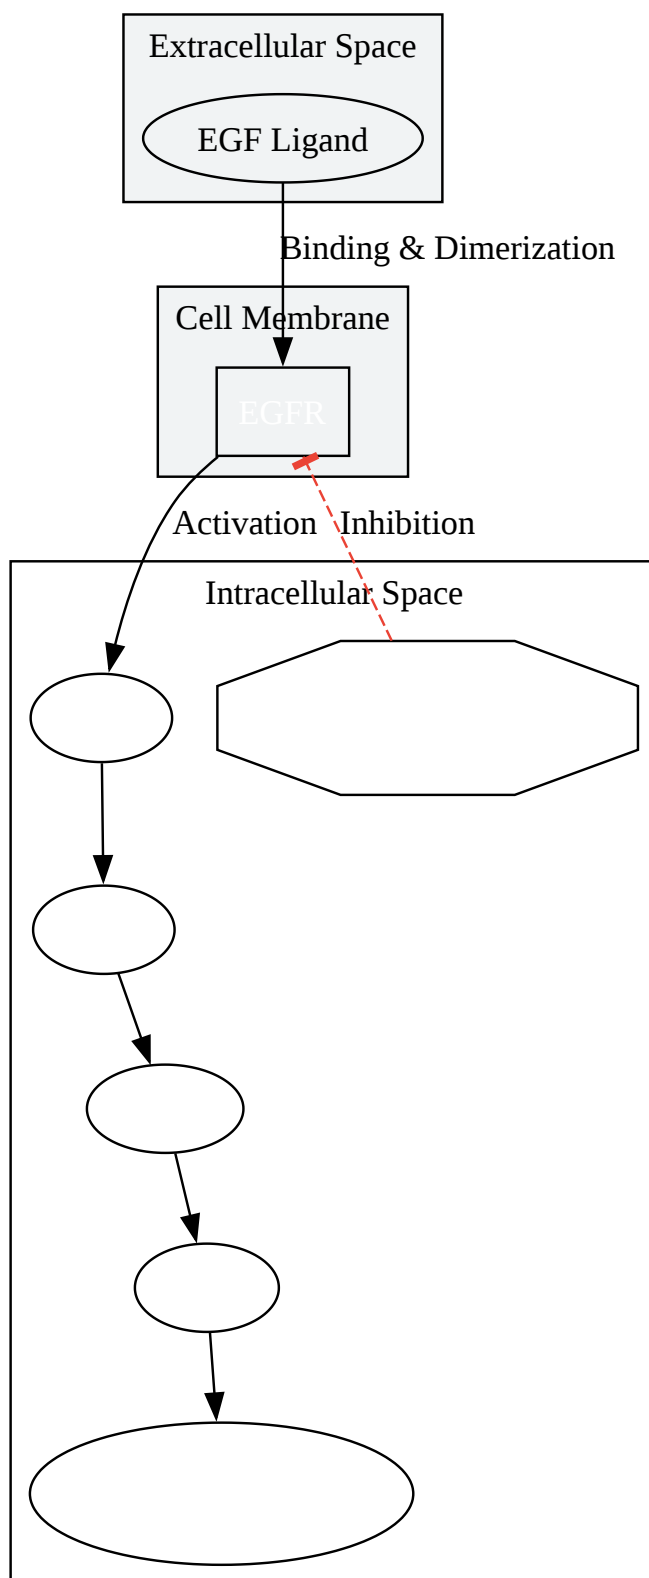 Extracellular Space
EGF Ligand
Binding & Dimerization
Cell Membrane
EGFR
Activation
Inhibition
Intracellular Space